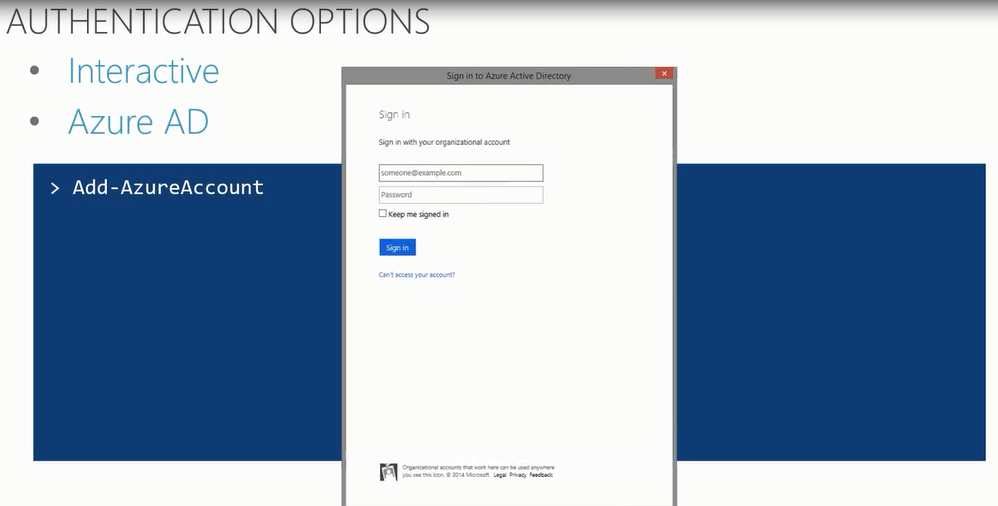 AUTHENTICATION OPTIONS
• Interactive
• Azure AD
> Add-AzureAccount
Sign in to Azure Active Directory
x
Sign in
Sign in with your organizational account
someone@example.com
Password
Keep me signed in
Sign in
Can't access your account?
Organizational accounts that work here can be used anywhere
you see this icon. © 2014 Microsoft Legal Privacy Feedback